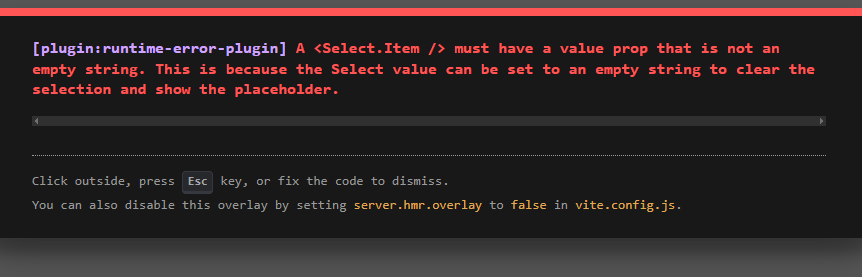 [plugin:runtime-error-plugin] A <Select.Item /> must have a value prop that is not an
empty string. This is because the Select value can be set to an empty string to clear the
selection and show the placeholder.
Click outside, press Esc key, or fix the code to dismiss.
You can also disable this overlay by setting server.hmr.overlay to false in vite.config.js.